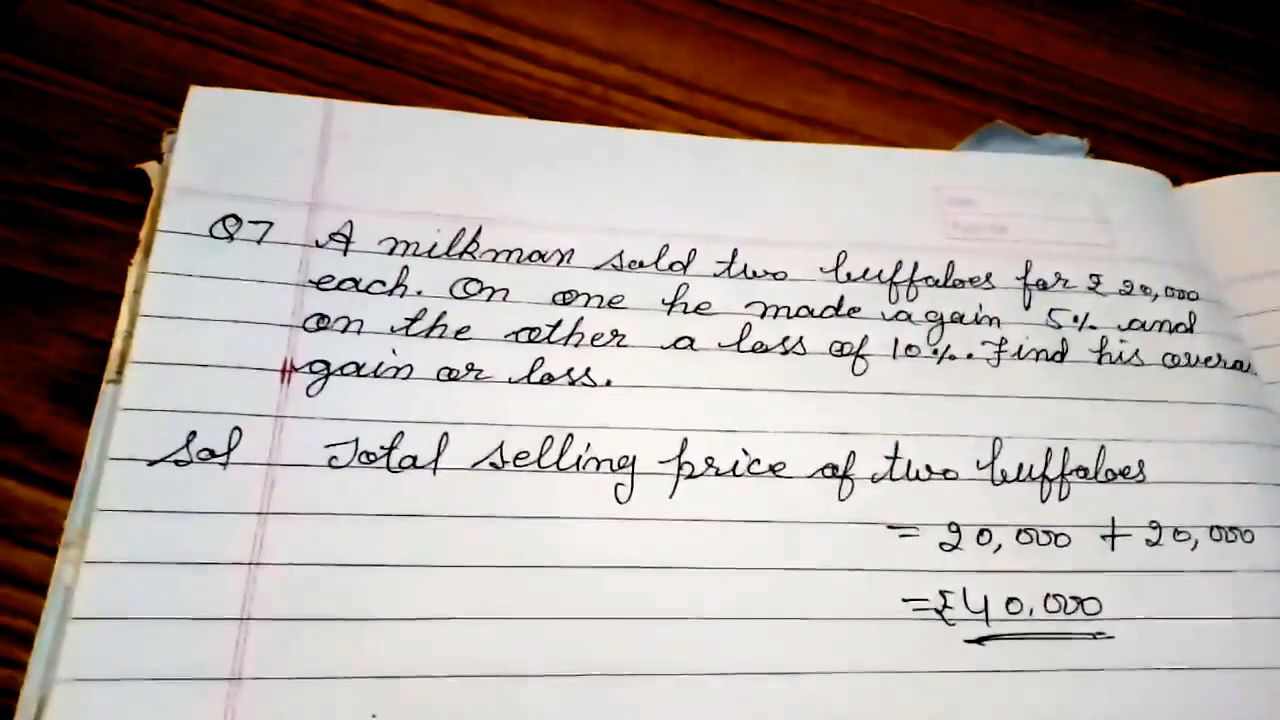 Q7 A milkman sold two buffaloes for ₹ 20,000
each. On one he made a gain 5% and
on the other a loss of 10%. Find his overa
gain or loss.
Sol Total selling price of two buffaloes
= 20,000 + 20,000
= ₹ 40,000